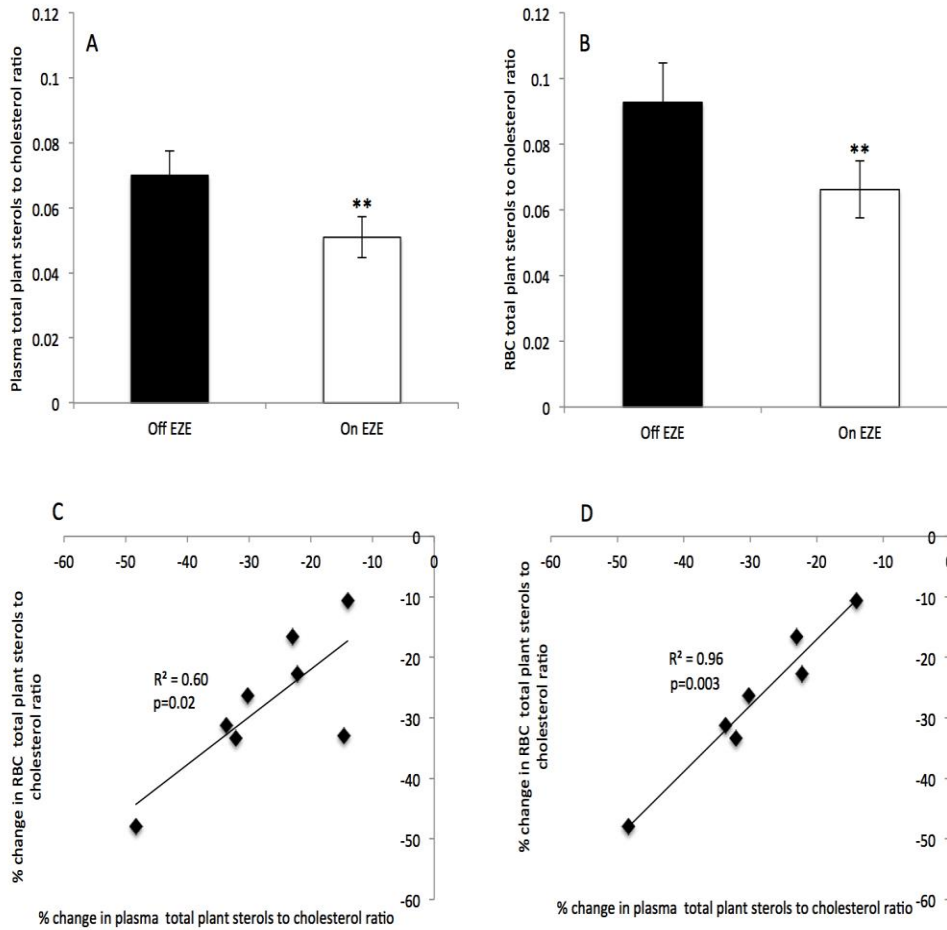 A
Plasma total plant sterols to cholesterol ratio
0.12
0.1
0.08
0.06
0.04
0.02
0
**
Off EZE
On EZE
B
RBC total plant sterols to cholesterol ratio
0.12
0.1
0.08
0.06
0.04
0.02
0
**
Off EZE
On EZE
C
-60
-50
-40
-30
-20
-10
0
0
-10
-20
-30
-40
-50
-60
% change in RBC total plant sterols to
cholesterol ratio
R² = 0.60
p=0.02
% change in plasma total plant sterols to cholesterol ratio
D
-60
-50
-40
-30
-20
-10
0
0
-10
-20
-30
-40
-50
-60
% change in RBC total plant sterols to
cholesterol ratio
R² = 0.96
p=0.003
% change in plasma total plant sterols to cholesterol ratio